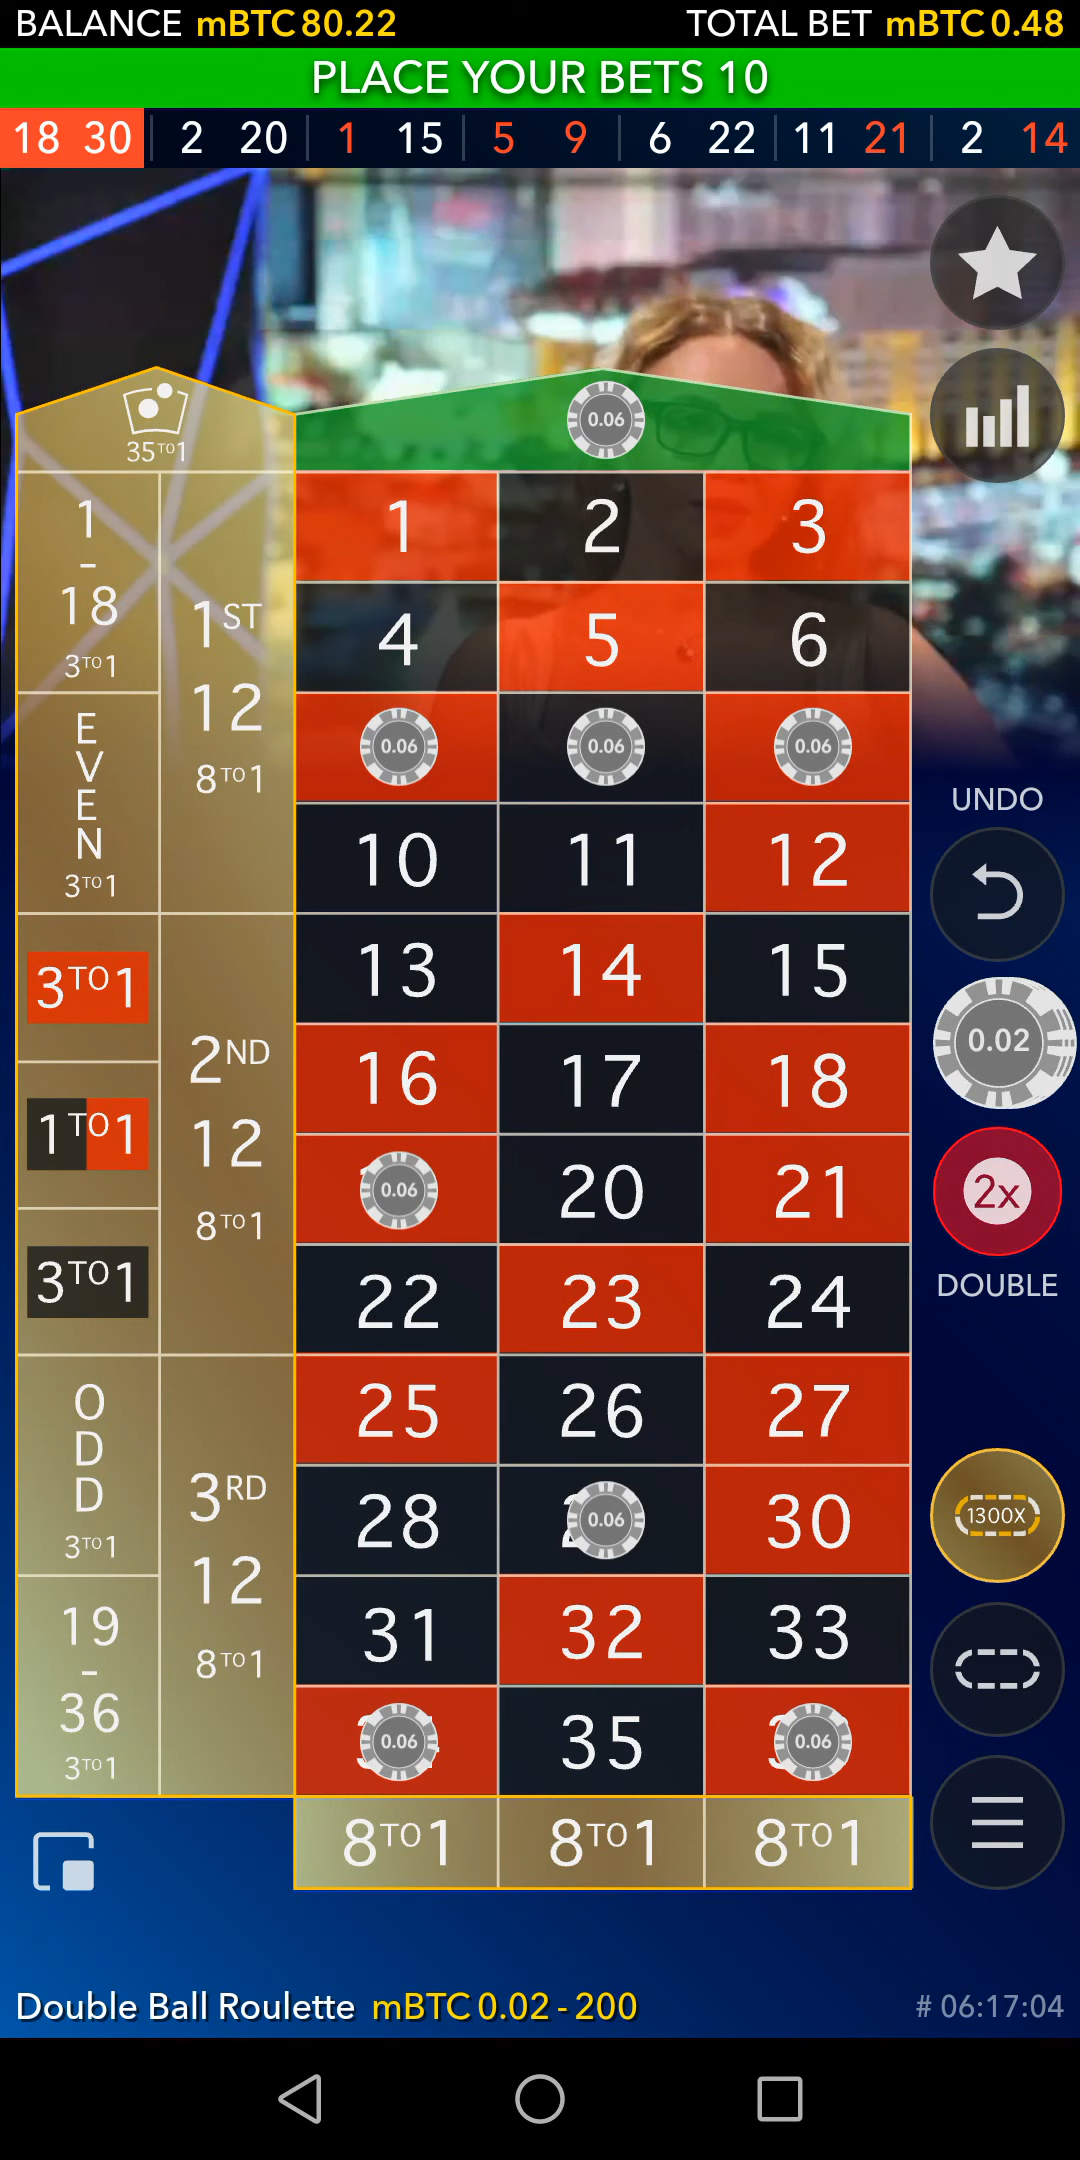 BALANCE mBTC 80.22 TOTAL BET mBTC 0.48
PLACE YOUR BETS 10
18 30 2 20 1 15 5 9 6 22 11 21 2 14
35 TO 1
0.06
1 - 18
3 TO 1
EVEN
3 TO 1
3 TO 1
1 TO 1
3 TO 1
ODD
3 TO 1
19 - 36
3 TO 1
1ST 12
8 TO 1
2ND 12
8 TO 1
3RD 12
8 TO 1
1 2 3
4 5 6
0.06 0.06 0.06
10 11 12
13 14 15
16 17 18
0.06 20 21
22 23 24
25 26 27
28 0.06 30
31 32 33
0.06 35 0.06
8 TO 1 8 TO 1 8 TO 1
UNDO
0.02
2x
DOUBLE
1300X
Double Ball Roulette mBTC 0.02 - 200
# 06:17:04